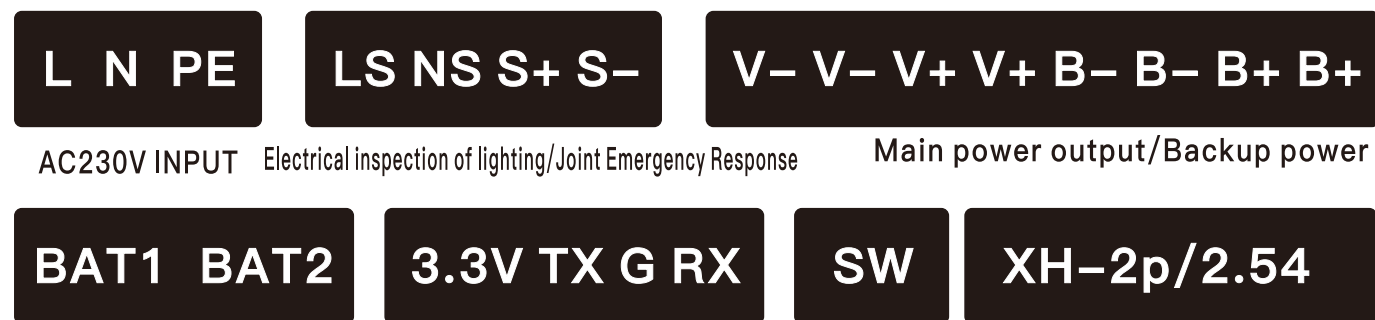 L N PE LS NS S+ S– V– V– V+ V+ B– B– B+ B+
AC230V INPUT Electrical inspection of lighting/Joint Emergency Response Main power output/Backup power
BAT1 BAT2 3.3V TX G RX SW XH–2p/2.54